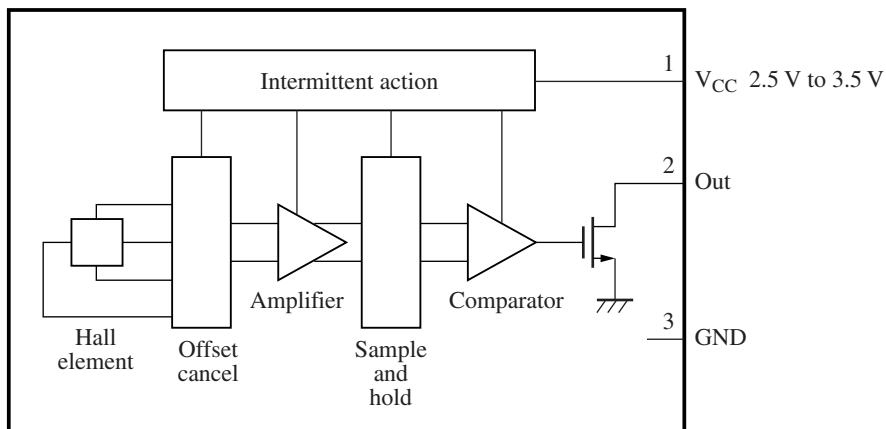 Intermittent action
1
V_CC 2.5 V to 3.5 V
2
Out
Amplifier
Comparator
3
GND
Hall
element
Offset
cancel
Sample
and
hold